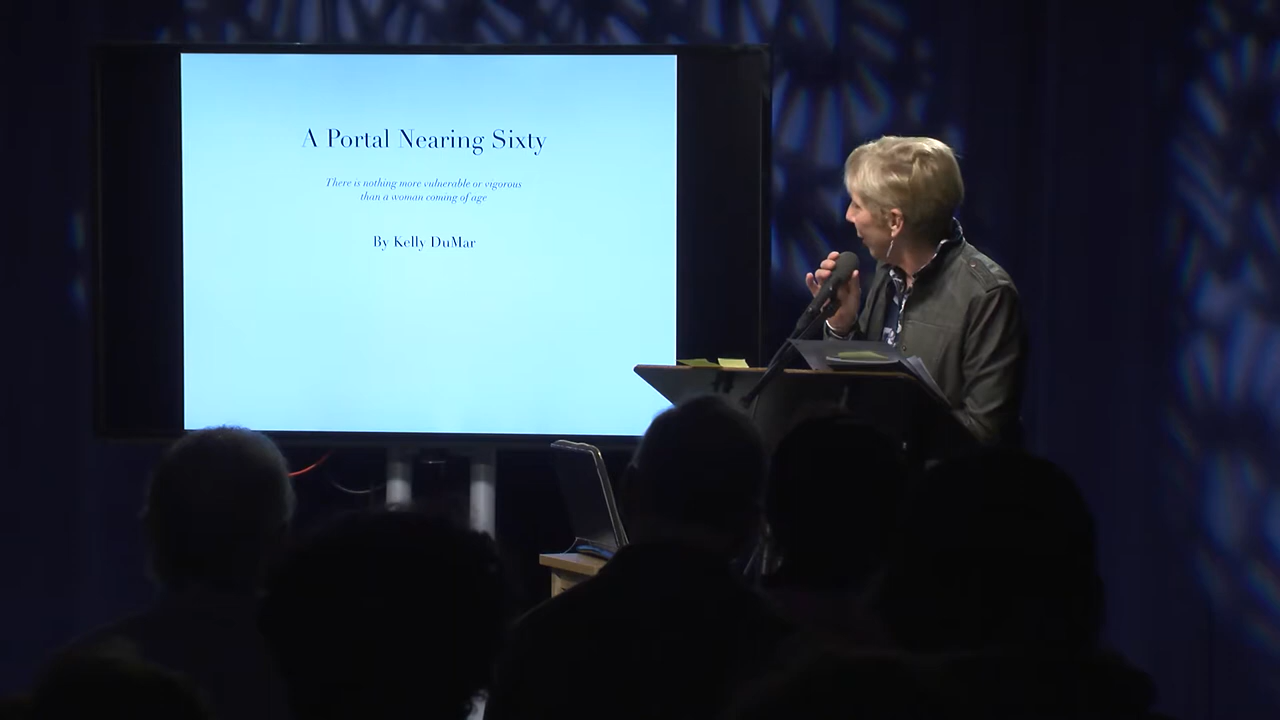 A Portal Nearing Sixty
There is nothing more vulnerable or vigorous
than a woman coming of age
By Kelly DuMar